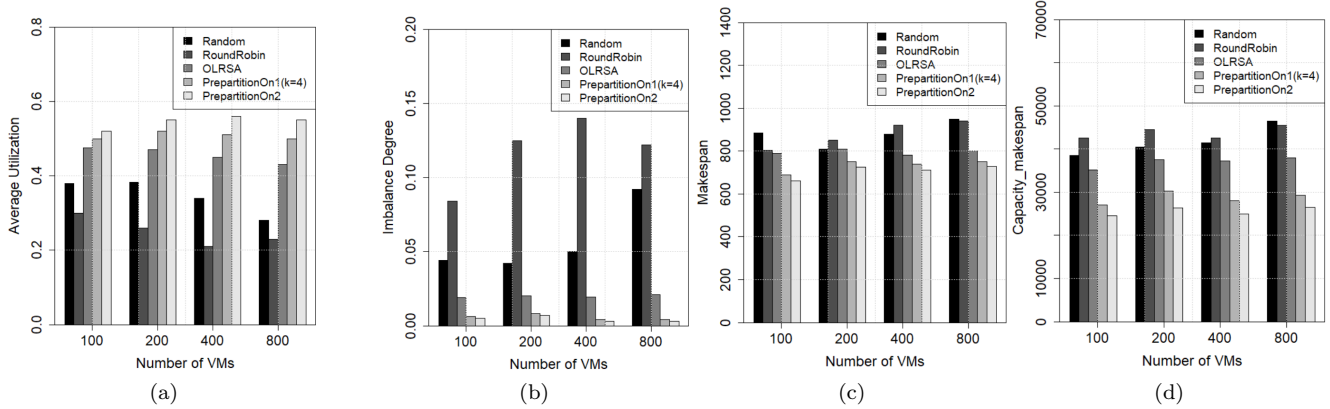 0.8
0.6
0.4
0.2
0.0
Average Utilization
Random
RoundRobin
OLRSA
PrepartitionOn1(k=4)
PrepartitionOn2
100 200 400 800
Number of VMs
(a)
0.20
0.15
0.10
0.05
0.00
Imbalance Degree
Random
RoundRobin
OLRSA
PrepartitionOn1(k=4)
PrepartitionOn2
100 200 400 800
Number of VMs
(b)
1400
1200
1000
800
600
400
200
0
Makespan
Random
RoundRobin
OLRSA
PrepartitionOn1(k=4)
PrepartitionOn2
100 200 400 800
Number of VMs
(c)
70000
50000
30000
10000
0
Capacity_makespan
Random
RoundRobin
OLRSA
PrepartitionOn1(k=4)
PrepartitionOn2
100 200 400 800
Number of VMs
(d)